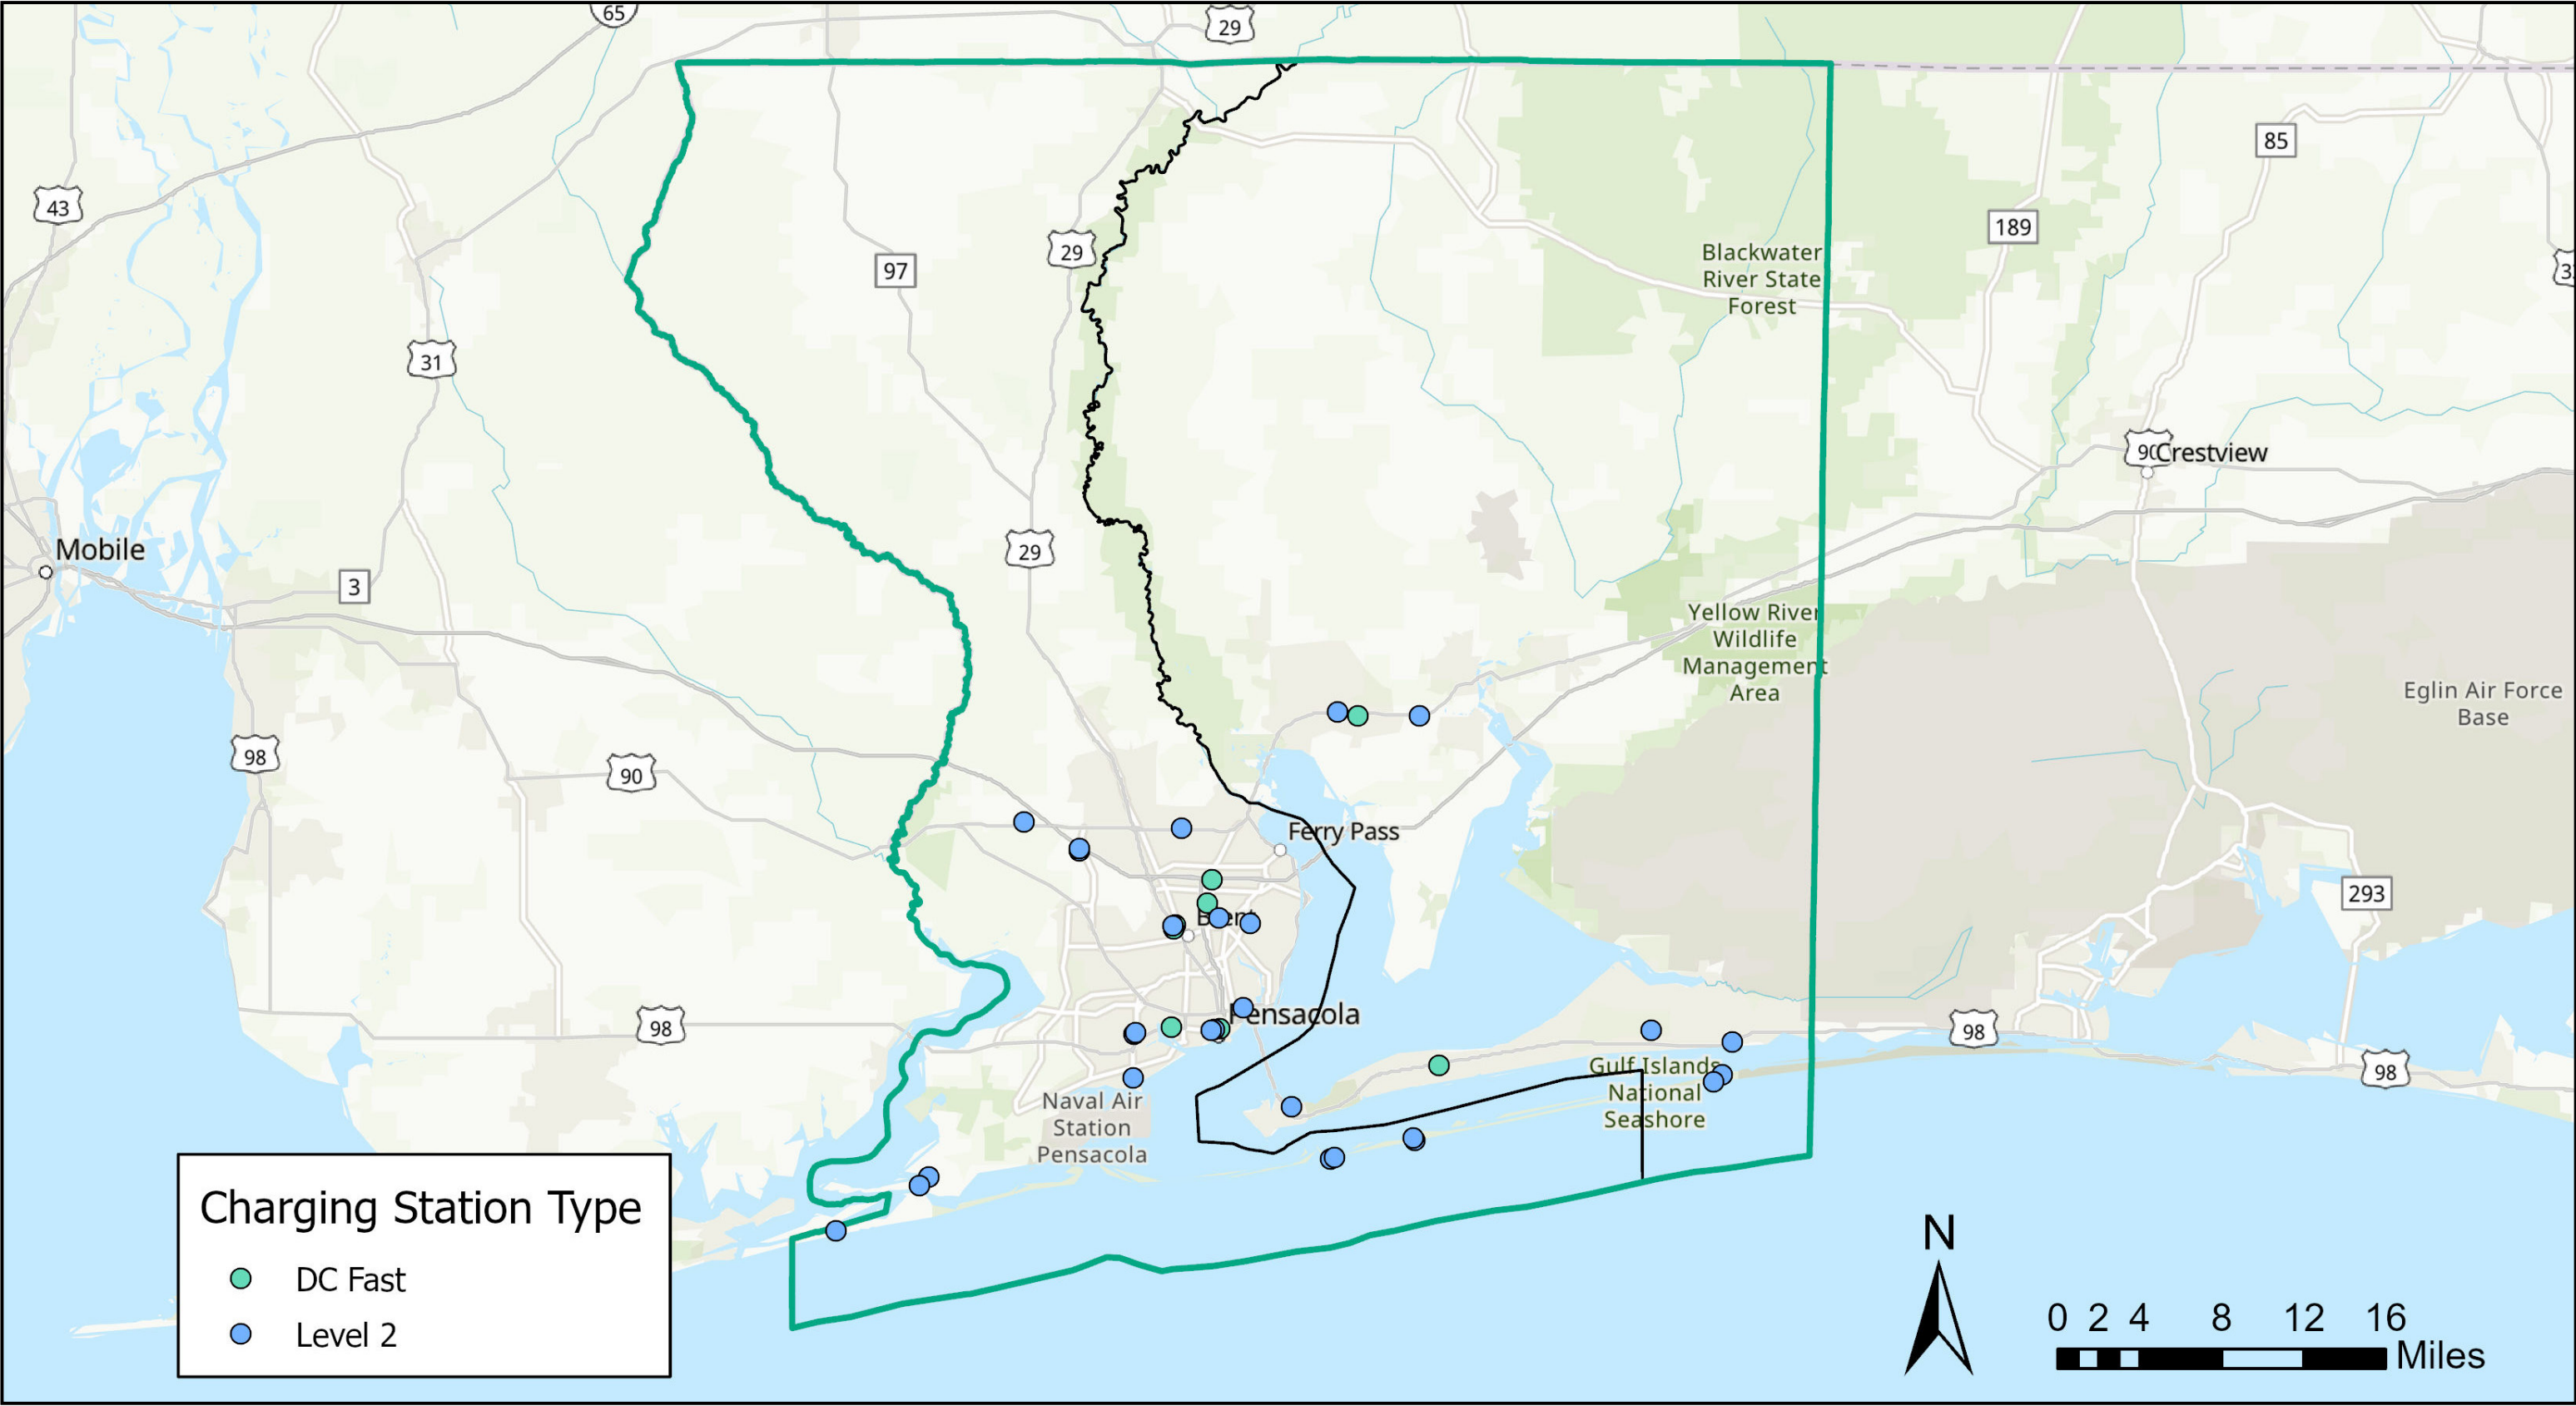 65
29
85
43
189
Blackwater
River State
Forest
29
97
31
90
Crestview
Mobile
29
3
Yellow River
Wildlife
Management
Area
Eglin Air Force
Base
98
90
Ferry Pass
293
Brent
Pensacola
98
98
Gulf Islands
National
Seashore
98
Naval Air
Station
Pensacola
Charging Station Type
DC Fast
Level 2
N
0 2 4 8 12 16
Miles